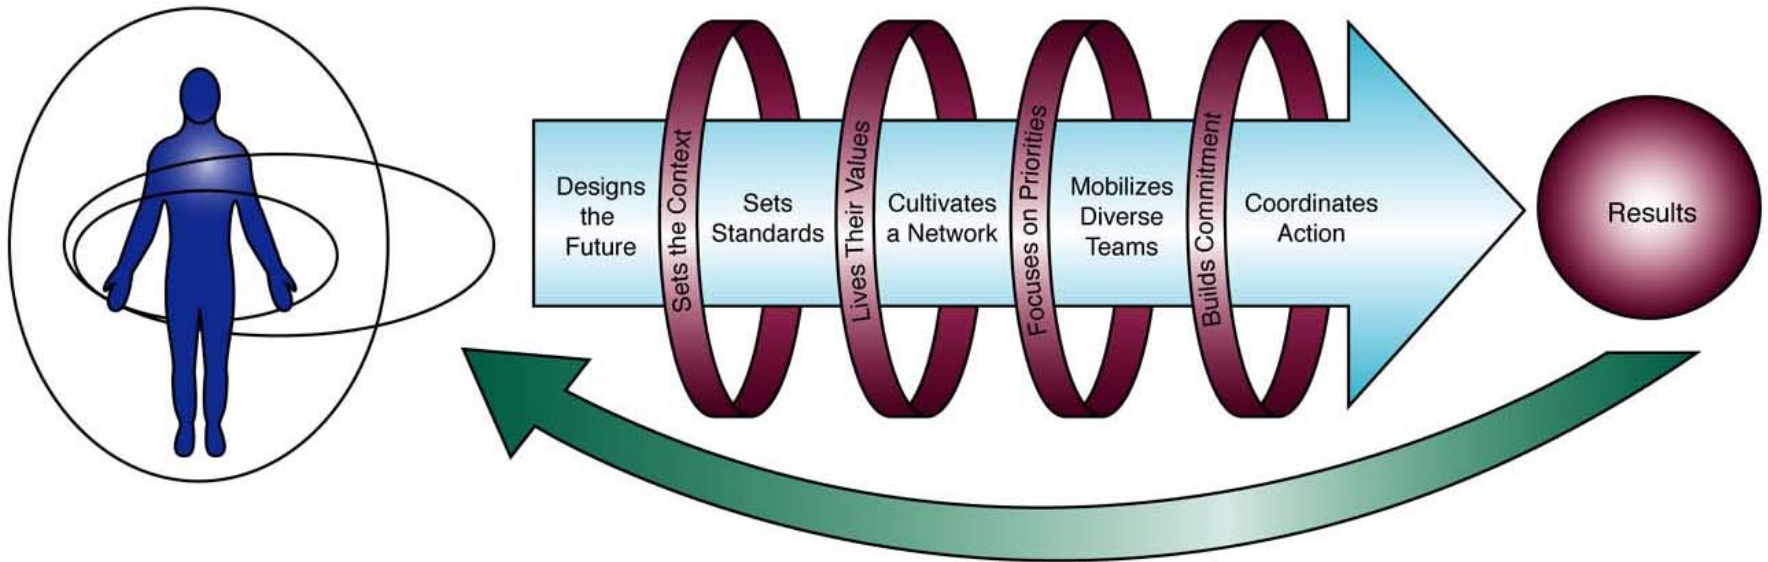 Designs
the
Future
Sets the Context
Sets
Standards
Lives Their Values
Cultivates
a Network
Focuses on Priorities
Mobilizes
Diverse
Teams
Builds Commitment
Coordinates
Action
Results